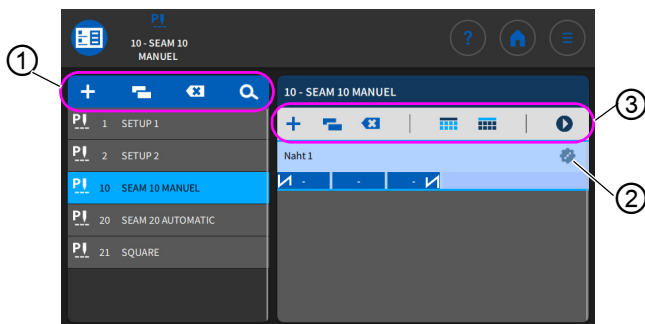 P
10 - SEAM 10
MANUEL
?
1
10 - SEAM 10 MANUEL
3
P 1 SETUP 1
P 2 SETUP 2
Naht 1
2
P 10 SEAM 10 MANUEL
- - -
P 20 SEAM 20 AUTOMATIC
P 21 SQUARE